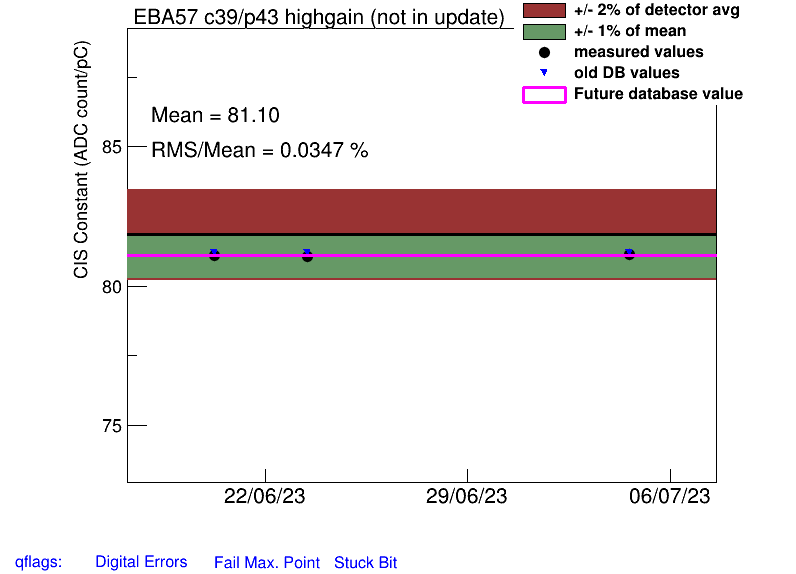 EBA57 c39/p43 highgain (not in update)
+/- 2% of detector avg
+/- 1% of mean
measured values
old DB values
Future database value
Mean = 81.10
RMS/Mean = 0.0347 %
CIS Constant (ADC count/pC)
85
80
75
22/06/23 29/06/23 06/07/23
qflags: Digital Errors Fail Max. Point Stuck Bit